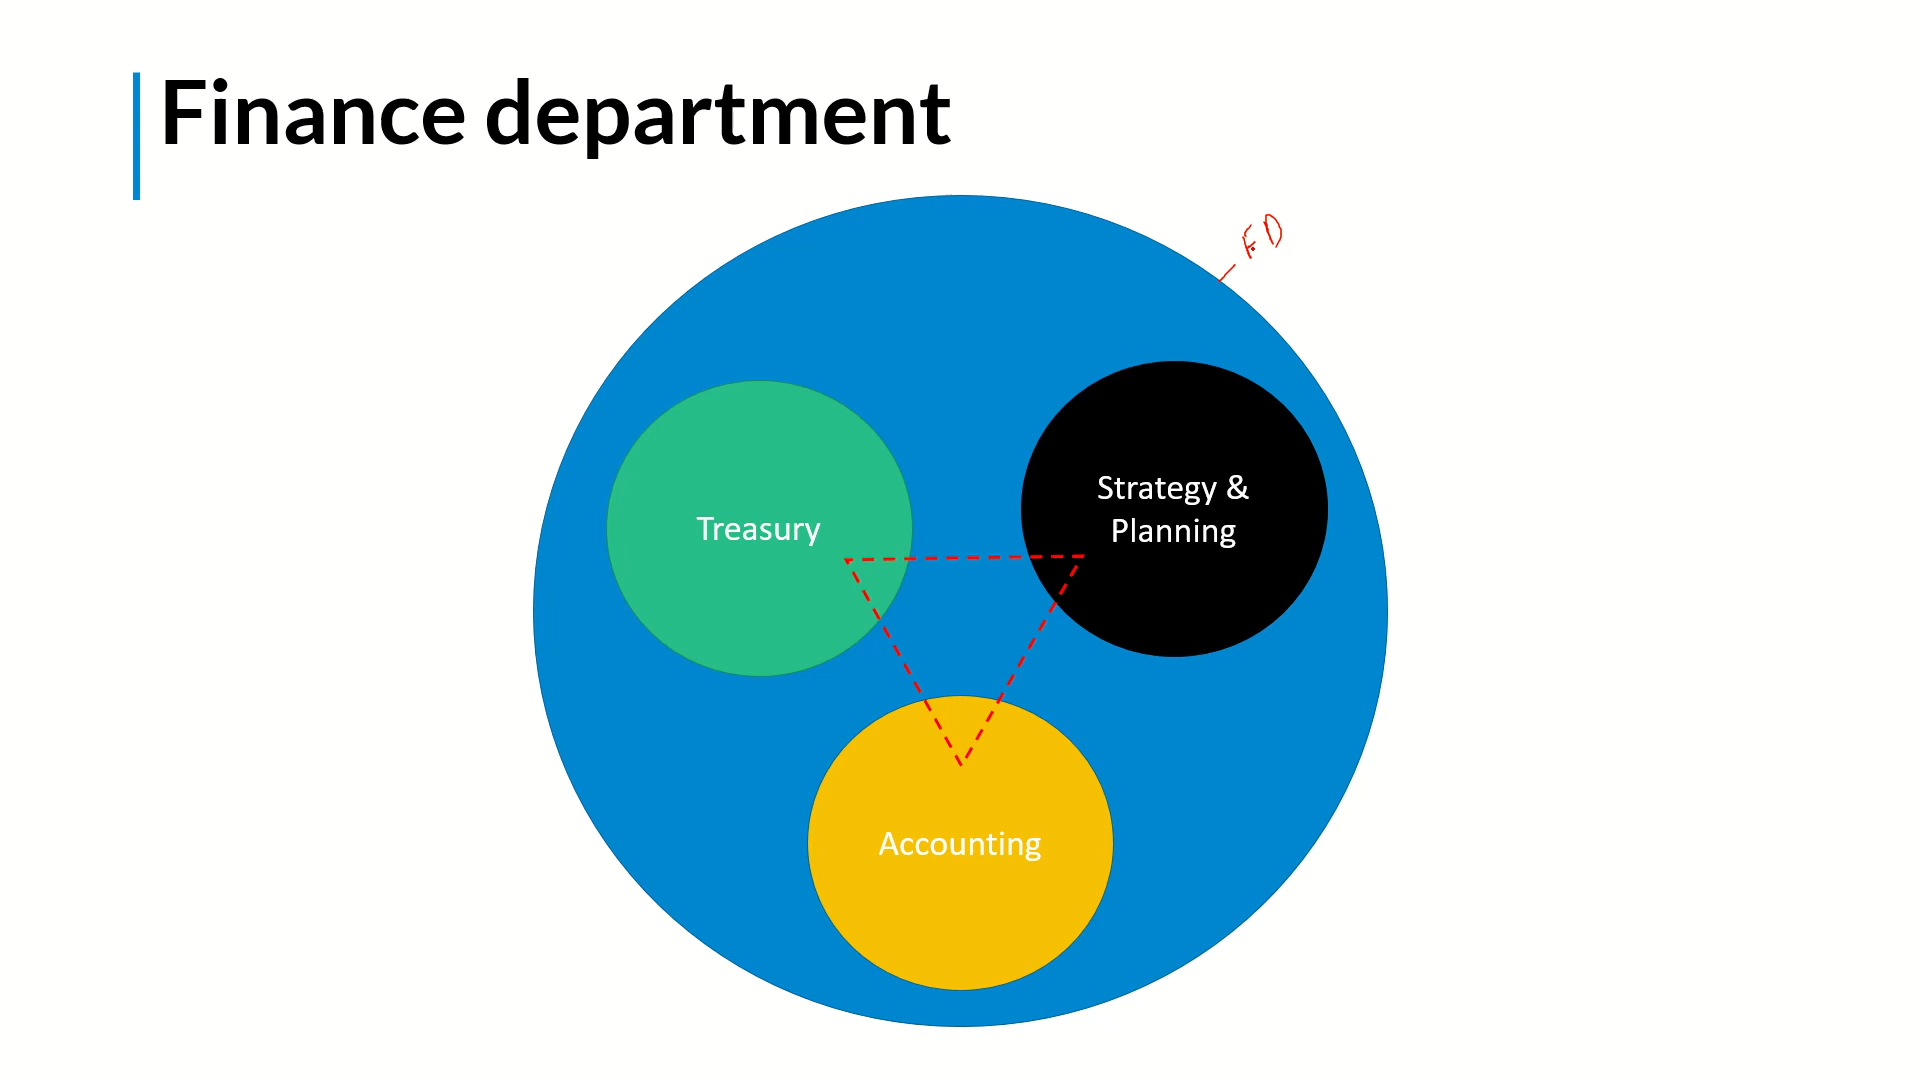 Finance department
FD
Treasury
Strategy &
Planning
Accounting